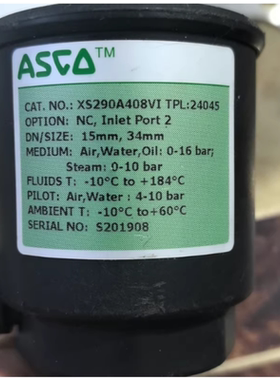 ASCO™
CAT. NO.: XS290A408VI TPL:24045
OPTION: NC, Inlet Port 2
DN/SIZE: 15mm, 34mm
MEDIUM: Air,Water,Oil: 0-16 bar;
Steam: 0-10 bar
FLUIDS T: -10°C to +184°C
PILOT: Air,Water : 4-10 bar
AMBIENT T: -10°C to+60°C
SERIAL NO: S201908